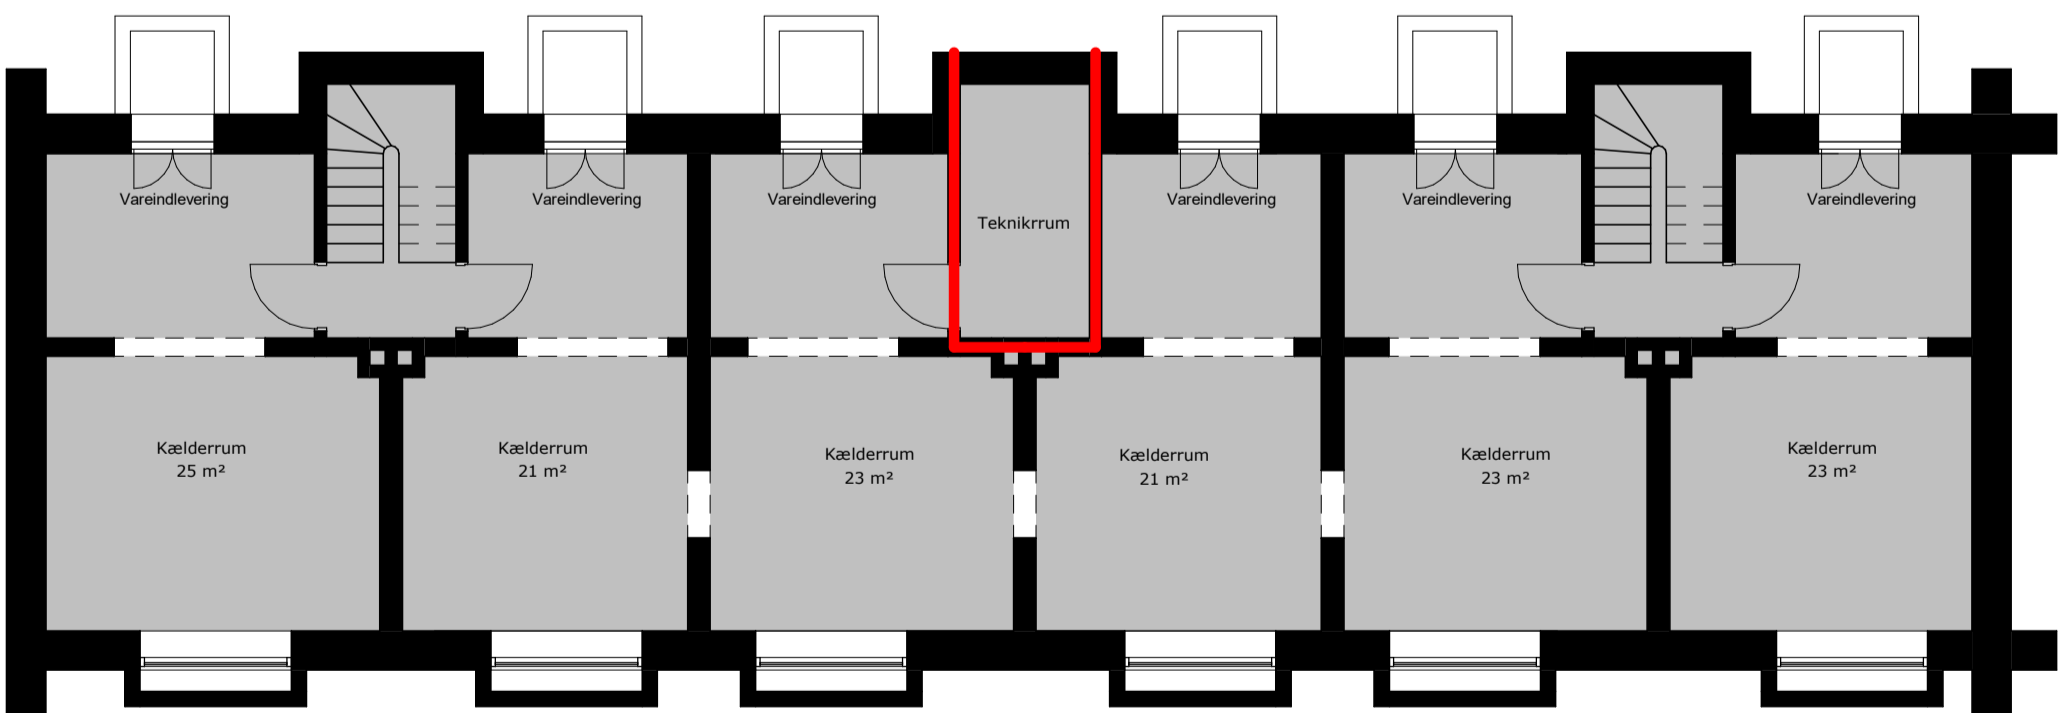 Vareindlevering
Vareindlevering
Vareindlevering
Vareindlevering
Vareindlevering
Vareindlevering
Teknikrrum
Kælderrum
25 m²
Kælderrum
21 m²
Kælderrum
23 m²
Kælderrum
21 m²
Kælderrum
23 m²
Kælderrum
23 m²